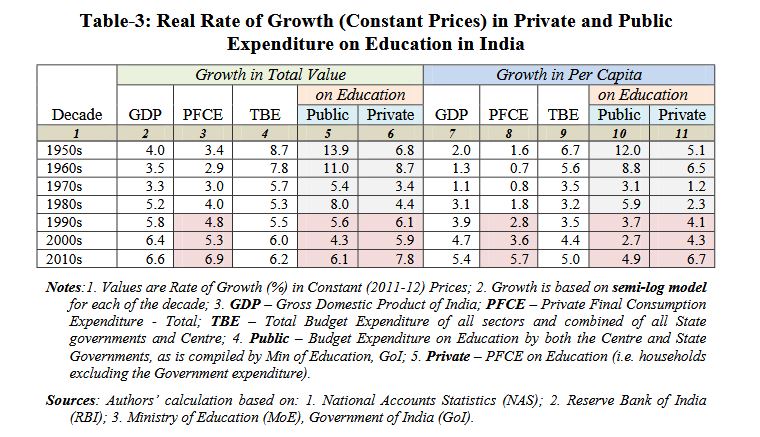 Table-3: Real Rate of Growth (Constant Prices) in Private and Public
Expenditure on Education in India
Growth in Total Value Growth in Per Capita
on Education on Education
Decade GDP PFCE TBE Public Private GDP PFCE TBE Public Private
1 2 3 4 5 6 7 8 9 10 11
1950s 4.0 3.4 8.7 13.9 6.8 2.0 1.6 6.7 12.0 5.1
1960s 3.5 2.9 7.8 11.0 8.7 1.3 0.7 5.6 8.8 6.5
1970s 3.3 3.0 5.7 5.4 3.4 1.1 0.8 3.5 3.1 1.2
1980s 5.2 4.0 5.3 8.0 4.4 3.1 1.8 3.2 5.9 2.3
1990s 5.8 4.8 5.5 5.6 6.1 3.9 2.8 3.5 3.7 4.1
2000s 6.4 5.3 6.0 4.3 5.9 4.7 3.6 4.4 2.7 4.3
2010s 6.6 6.9 6.2 6.1 7.8 5.4 5.7 5.0 4.9 6.7
Notes:1. Values are Rate of Growth (%) in Constant (2011-12) Prices; 2. Growth is based on semi-log model
for each of the decade; 3. GDP – Gross Domestic Product of India; PFCE – Private Final Consumption
Expenditure - Total; TBE – Total Budget Expenditure of all sectors and combined of all State
governments and Centre; 4. Public – Budget Expenditure on Education by both the Centre and State
Governments, as is compiled by Min of Education, GoI; 5. Private – PFCE on Education (i.e. households
excluding the Government expenditure).
Sources: Authors' calculation based on: 1. National Accounts Statistics (NAS); 2. Reserve Bank of India
(RBI); 3. Ministry of Education (MoE), Government of India (GoI).